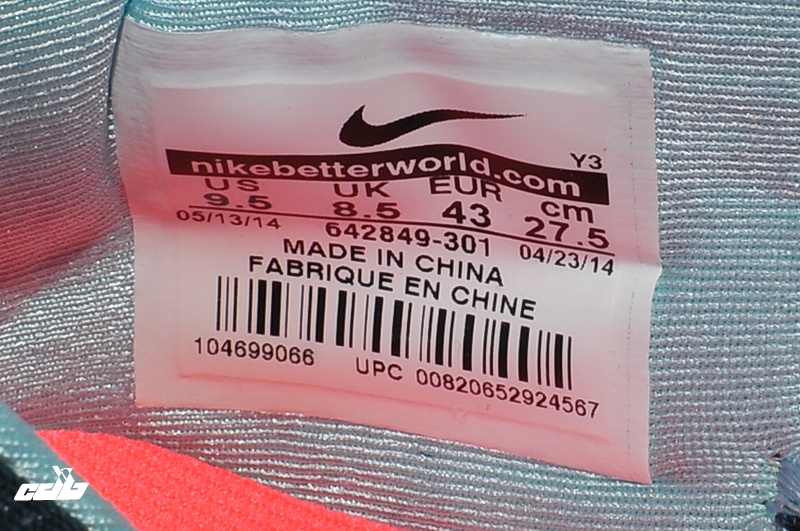 Y3
nikebetterworld.com
US UK EUR cm
9.5 8.5 43 27.5
05/13/14 642849-301 04/23/14
MADE IN CHINA
FABRIQUE EN CHINE
104699066 UPC 00820652924567
cdb